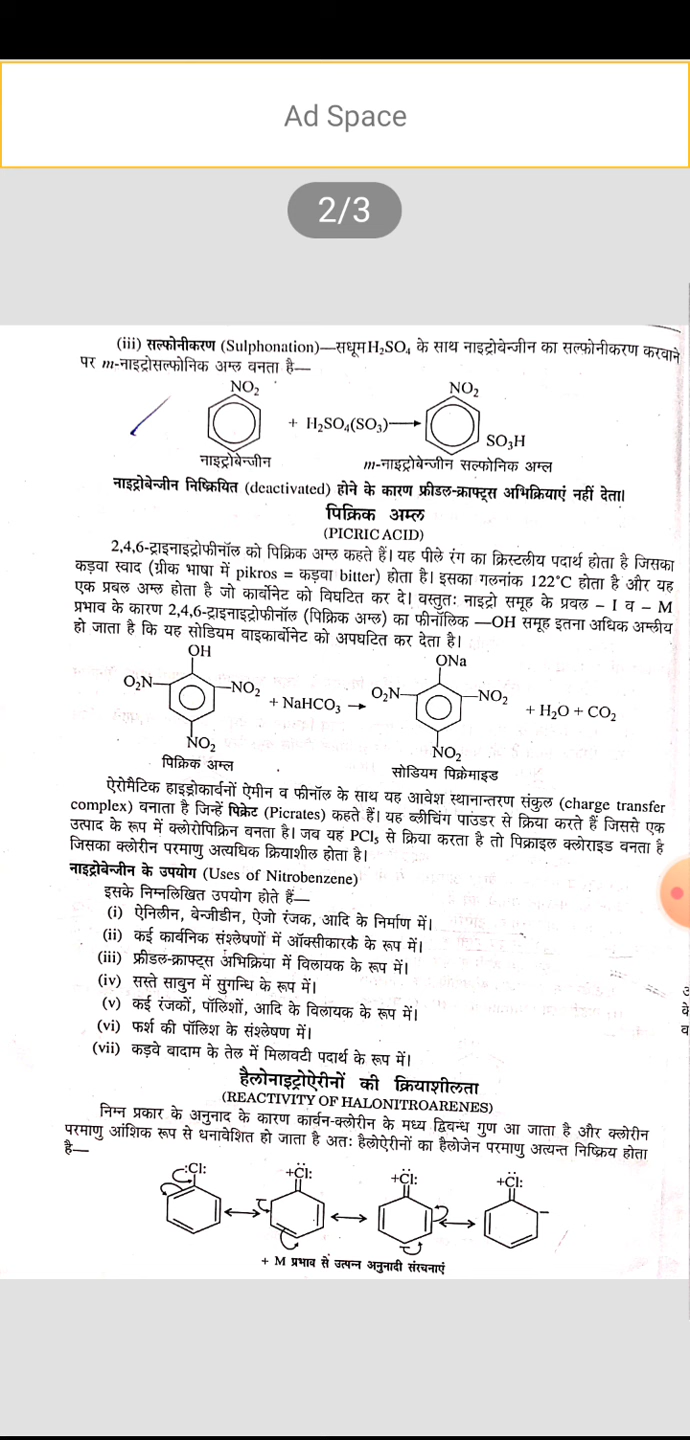 Ad Space
2/3
(iii) सल्फोनीकरण (Sulphonation)—सधूम H₂SO₄ के साथ नाइट्रोबेन्जीन का सल्फोनीकरण करवाने
पर m-नाइट्रोसल्फोनिक अम्ल बनता है—
NO₂ NO₂
+ H₂SO₄(SO₃)⟶
SO₃H
नाइट्रोबेन्जीन m-नाइट्रोबेन्जीन सल्फोनिक अम्ल
नाइट्रोबेन्जीन निष्क्रियित (deactivated) होने के कारण फ्रीडल-क्राफ्ट्स अभिक्रियाएं नहीं देता।
पिक्रिक अम्ल
(PICRIC ACID)
2,4,6-ट्राइनाइट्रोफीनॉल को पिक्रिक अम्ल कहते हैं। यह पीले रंग का क्रिस्टलीय पदार्थ होता है जिसका
कड़वा स्वाद (ग्रीक भाषा में pikros = कड़वा bitter) होता है। इसका गलनांक 122°C होता है और यह
एक प्रबल अम्ल होता है जो कार्बोनेट को विघटित कर दे। वस्तुतः नाइट्रो समूह के प्रबल – I व – M
प्रभाव के कारण 2,4,6-ट्राइनाइट्रोफीनॉल (पिक्रिक अम्ल) का फीनॉलिक —OH समूह इतना अधिक अम्लीय
हो जाता है कि यह सोडियम बाइकार्बोनेट को अपघटित कर देता है।
OH ONa
O₂N— —NO₂ + NaHCO₃ → O₂N— —NO₂ + H₂O + CO₂
NO₂ NO₂
पिक्रिक अम्ल सोडियम पिक्रेमाइड
ऐरोमैटिक हाइड्रोकार्बनों ऐमीन व फीनॉल के साथ यह आवेश स्थानान्तरण संकुल (charge transfer
complex) बनाता है जिन्हें पिक्रेट (Picrates) कहते हैं। यह ब्लीचिंग पाउडर से क्रिया करते हैं जिससे एक
उत्पाद के रूप में क्लोरोपिक्रिन बनता है। जब यह PCl₅ से क्रिया करता है तो पिक्राइल क्लोराइड बनता है
जिसका क्लोरीन परमाणु अत्यधिक क्रियाशील होता है।
नाइट्रोबेन्जीन के उपयोग (Uses of Nitrobenzene)
इसके निम्नलिखित उपयोग होते हैं—
(i) ऐनिलीन, बेन्जीडीन, ऐजो रंजक, आदि के निर्माण में।
(ii) कई कार्बनिक संश्लेषणों में ऑक्सीकारक के रूप में।
(iii) फ्रीडल-क्राफ्ट्स अभिक्रिया में विलायक के रूप में।
(iv) सस्ते साबुन में सुगन्धि के रूप में।
(v) कई रंजकों, पॉलिशों, आदि के विलायक के रूप में।
(vi) फर्श की पॉलिश के संश्लेषण में।
(vii) कड़वे बादाम के तेल में मिलावटी पदार्थ के रूप में।
हैलोनाइट्रोऐरीनों की क्रियाशीलता
(REACTIVITY OF HALONITROARENES)
निम्न प्रकार के अनुनाद के कारण कार्बन-क्लोरीन के मध्य द्विबन्ध गुण आ जाता है और क्लोरीन
परमाणु आंशिक रूप से धनावेशित हो जाता है अतः हैलोऐरीनों का हैलोजेन परमाणु अत्यन्त निष्क्रिय होता
है—
:Cl: +Cl: +Cl: +Cl:
+ M प्रभाव से उत्पन्न अनुनादी संरचनाएं